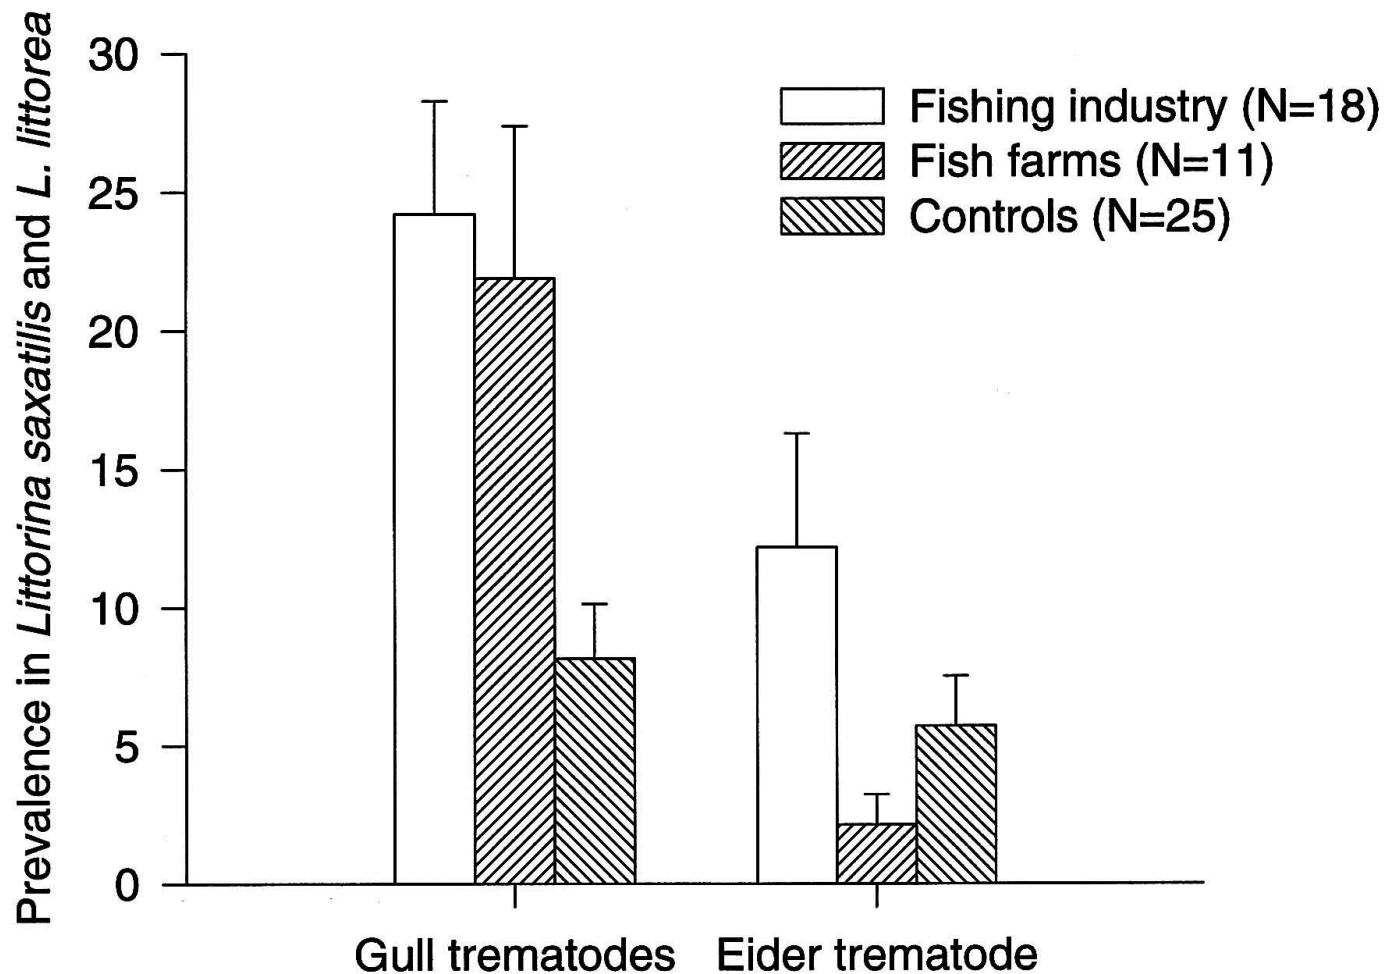 Prevalence in Littorina saxatilis and L. littorea
30
25
20
15
10
5
0
Fishing industry (N=18)
Fish farms (N=11)
Controls (N=25)
Gull trematodes
Eider trematode